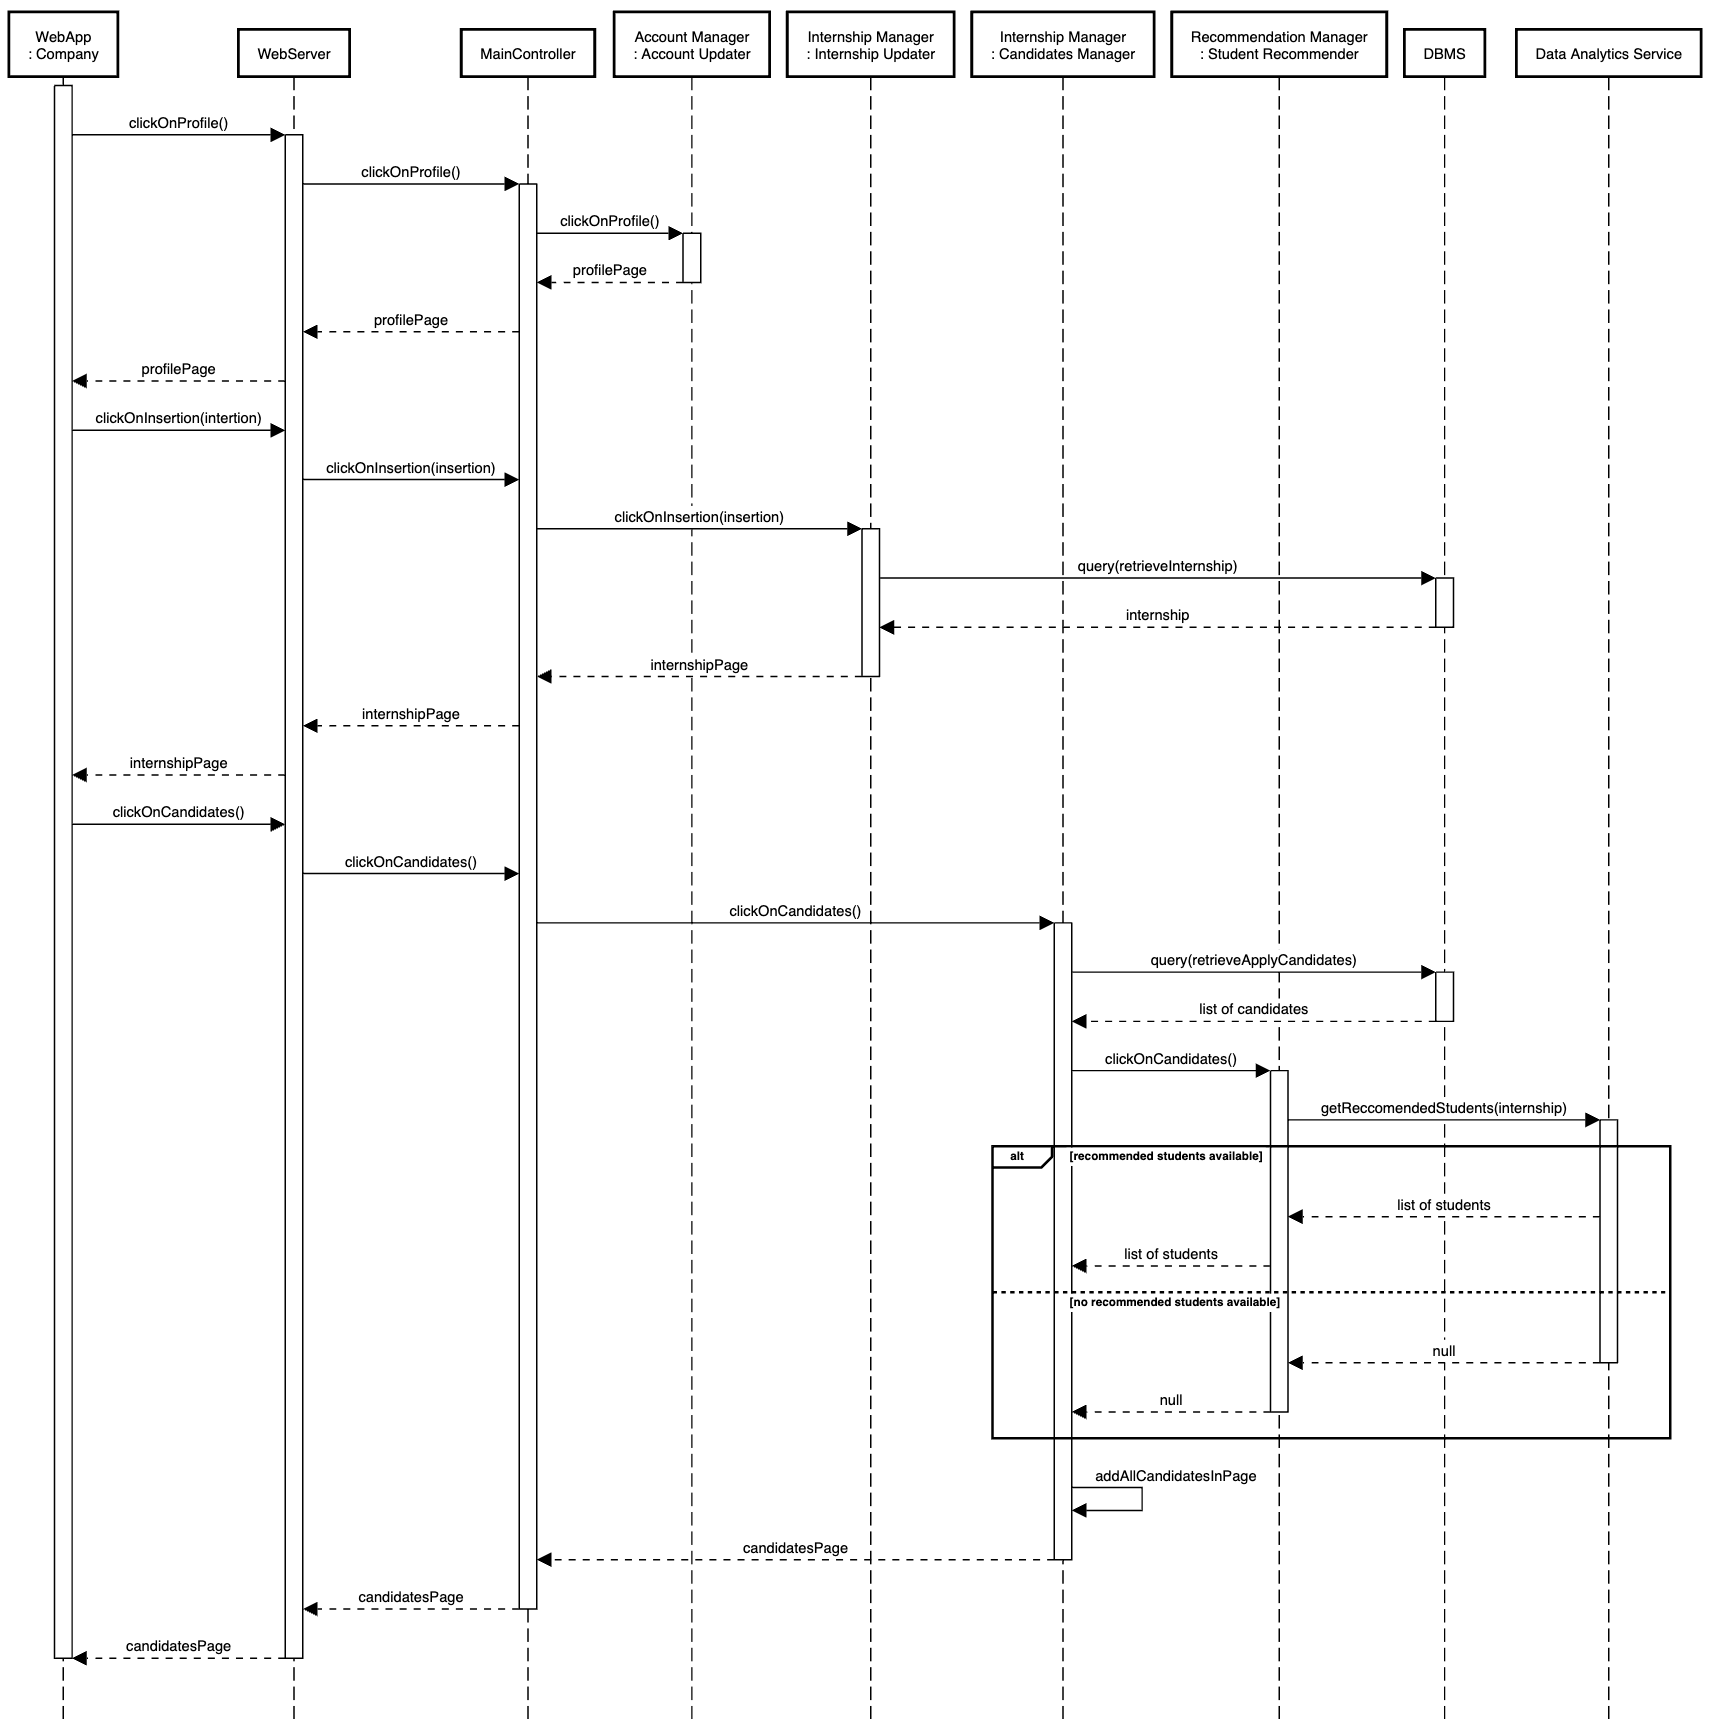 WebApp
: Company
WebServer
MainController
Account Manager
: Account Updater
Internship Manager
: Internship Updater
Internship Manager
: Candidates Manager
Recommendation Manager
: Student Recommender
DBMS
Data Analytics Service
clickOnProfile()
clickOnProfile()
clickOnProfile()
profilePage
profilePage
profilePage
clickOnInsertion(intertion)
clickOnInsertion(insertion)
clickOnInsertion(insertion)
query(retrieveInternship)
internship
internshipPage
internshipPage
internshipPage
clickOnCandidates()
clickOnCandidates()
clickOnCandidates()
query(retrieveApplyCandidates)
list of candidates
clickOnCandidates()
getReccomendedStudents(internship)
alt
[recommended students available]
list of students
list of students
[no recommended students available]
null
null
addAllCandidatesInPage
candidatesPage
candidatesPage
candidatesPage